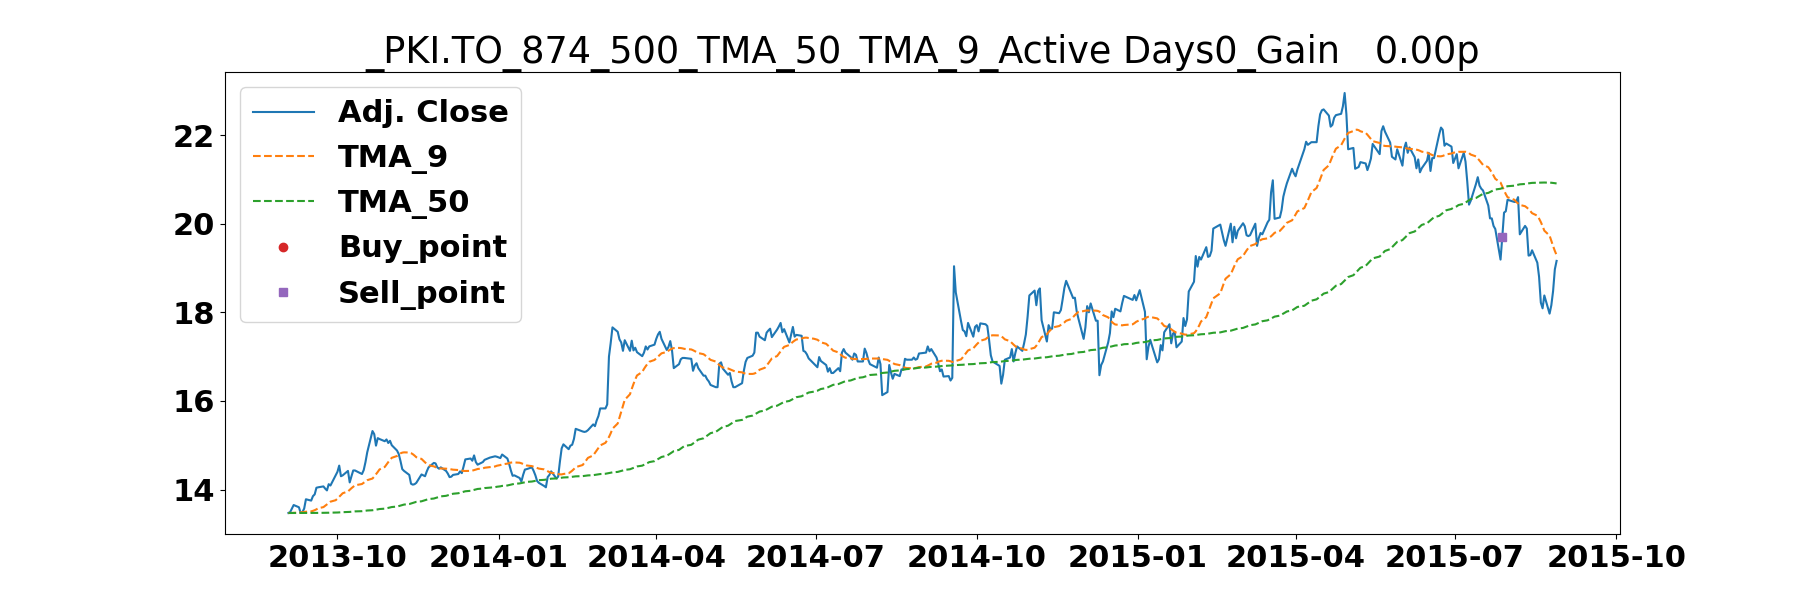 _PKI.TO_874_500_TMA_50_TMA_9_Active Days0_Gain   0.00p
Adj. Close
TMA_9
TMA_50
Buy_point
Sell_point
22
20
18
16
14
2013-10 2014-01 2014-04 2014-07 2014-10 2015-01 2015-04 2015-07 2015-10